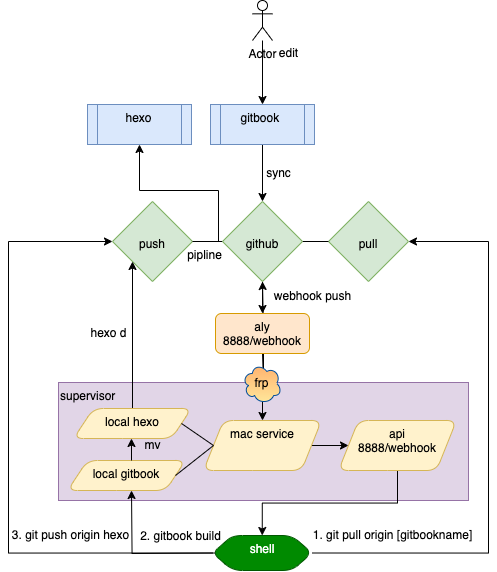 Actor edit
hexo
gitbook
sync
push
pipline
github
pull
webhook push
aly
8888/webhook
hexo d
frp
supervisor
local hexo
mv
mac service
api
8888/webhook
local gitbook
3. git push origin hexo
2. gitbook build
1. git pull origin [gitbookname]
shell